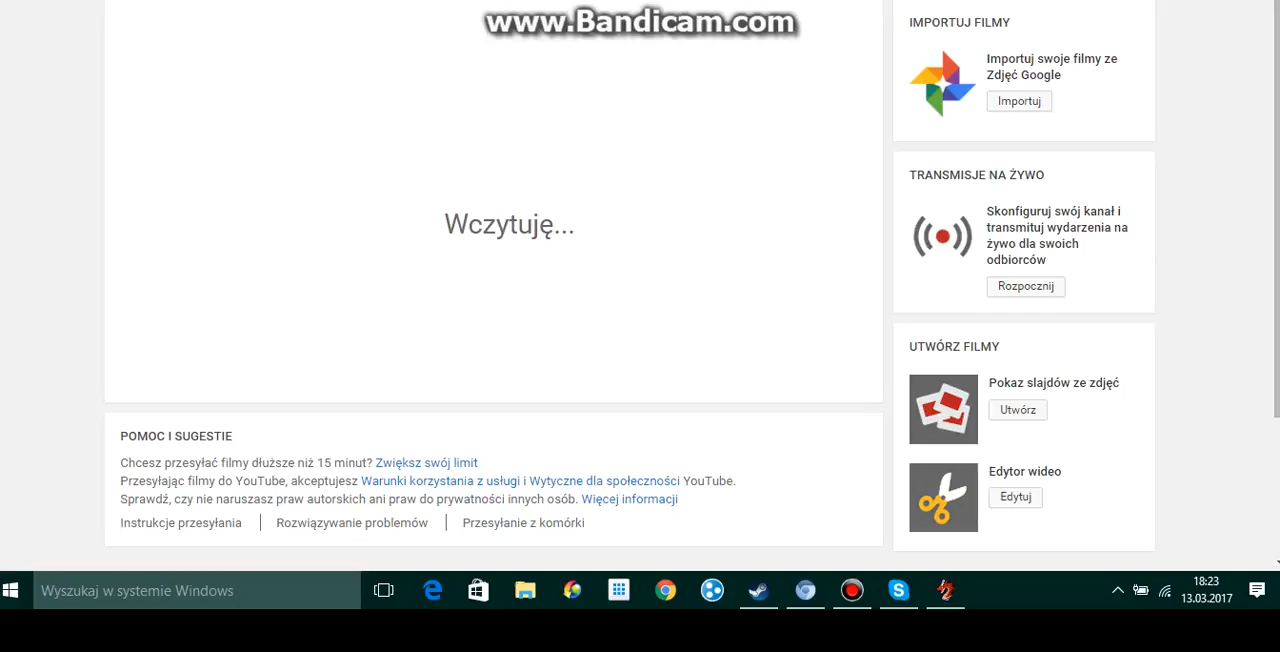 www.Bandicam.com
IMPORTUJ FILMY
Importuj swoje filmy ze
Zdjęć Google
Importuj
TRANSMISJE NA ŻYWO
Skonfiguruj swój kanał i
transmituj wydarzenia na
żywo dla swoich
odbiorców
Rozpocznij
Wczytuję...
UTWÓRZ FILMY
Pokaz slajdów ze zdjęć
Utwórz
Edytor wideo
Edytuj
POMOC I SUGESTIE
Chcesz przesyłać filmy dłuższe niż 15 minut? Zwiększ swój limit
Przesyłając filmy do YouTube, akceptujesz Warunki korzystania z usługi i Wytyczne dla społeczności YouTube.
Sprawdź, czy nie naruszasz praw autorskich ani praw do prywatności innych osób. Więcej informacji
Instrukcje przesyłania Rozwiązywanie problemów Przesyłanie z komórki
Wyszukaj w systemie Windows
18:23
13.03.2017